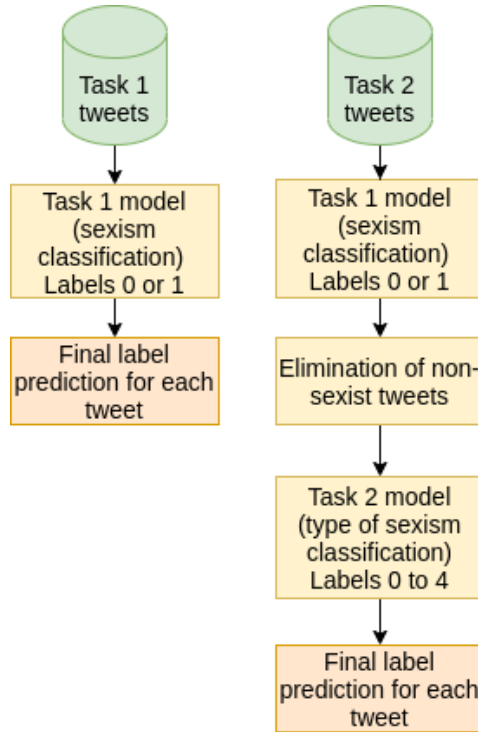 Task 1
tweets
Task 1 model
(sexism
classification)
Labels 0 or 1
Final label
prediction for each
tweet
Task 2
tweets
Task 1 model
(sexism
classification)
Labels 0 or 1
Elimination of non-
sexist tweets
Task 2 model
(type of sexism
classification)
Labels 0 to 4
Final label
prediction for each
tweet